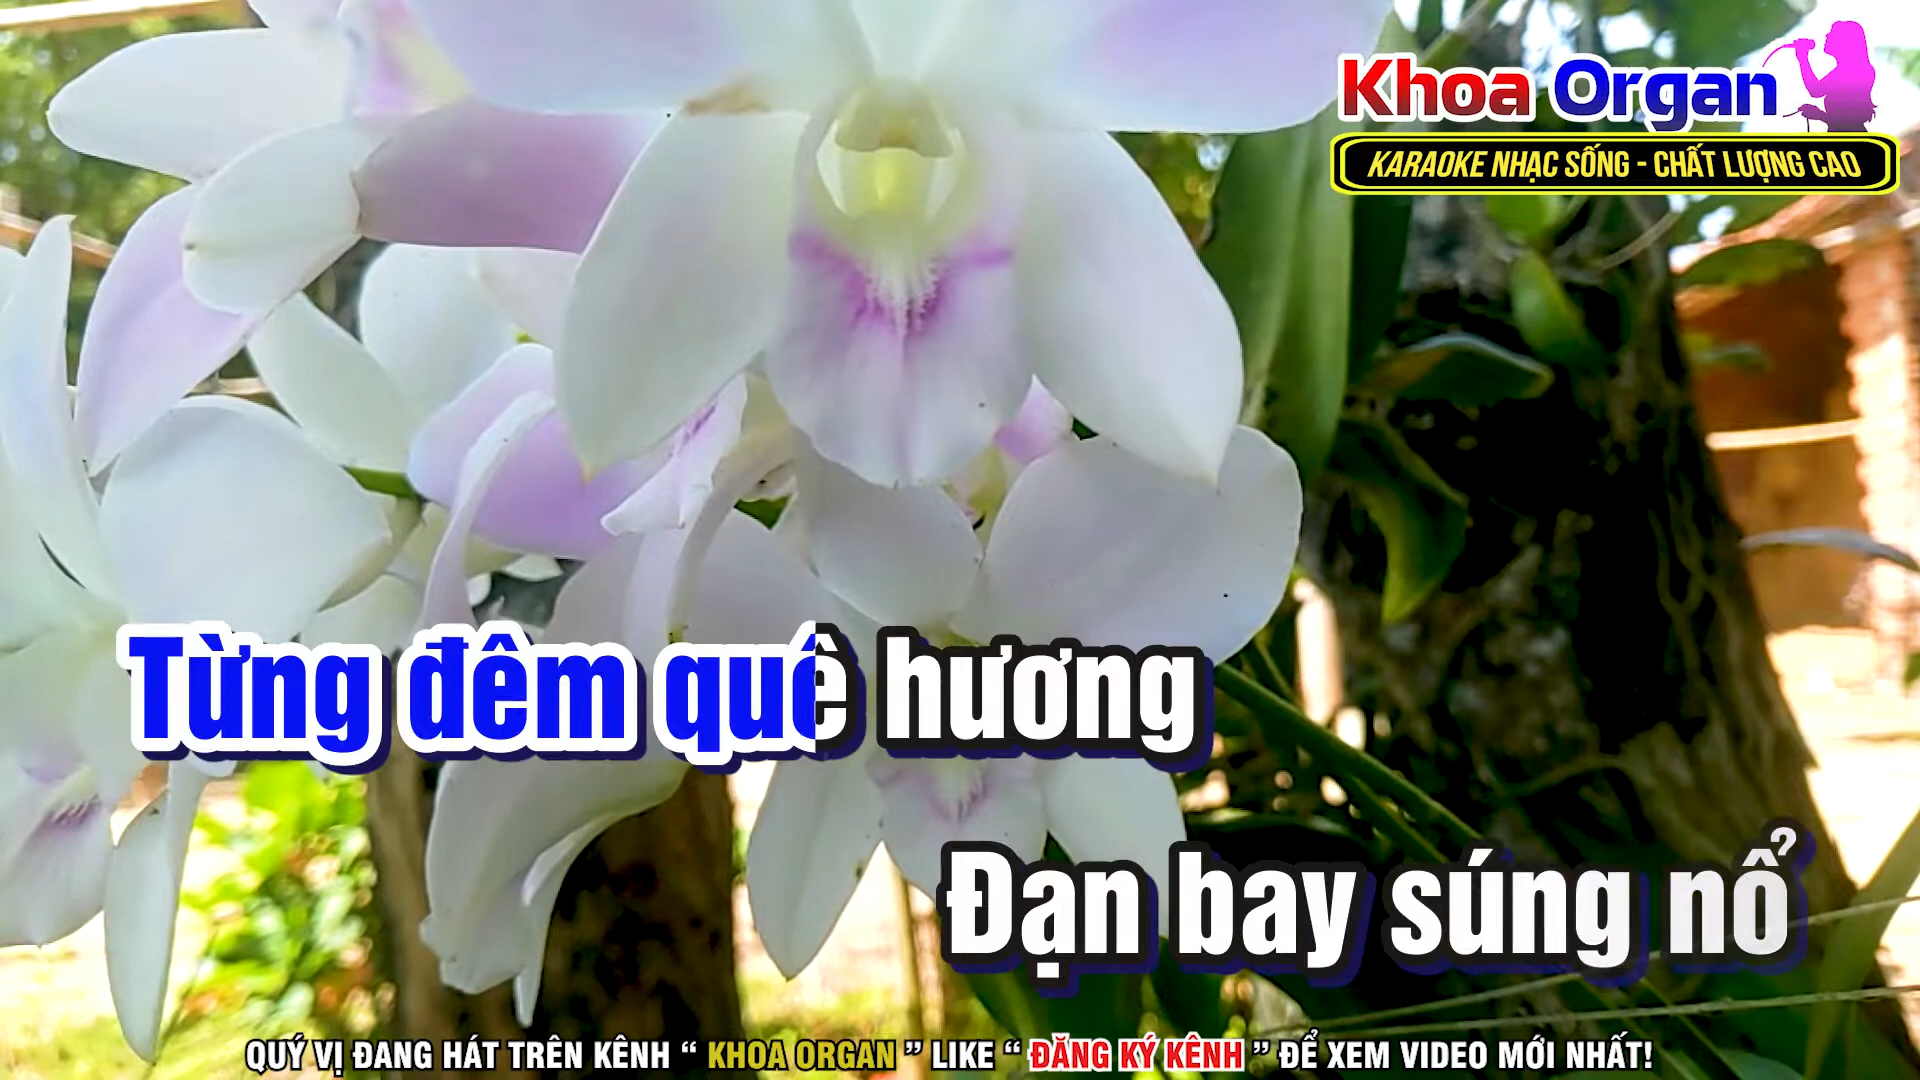 Khoa Organ
KARAOKE NHẠC SỐNG - CHẤT LƯỢNG CAO
Từng đêm quê hương
Đạn bay súng nổ
QUÝ VỊ ĐANG HÁT TRÊN KÊNH “ KHOA ORGAN ” LIKE “ ĐĂNG KÝ KÊNH ” ĐỂ XEM VIDEO MỚI NHẤT!